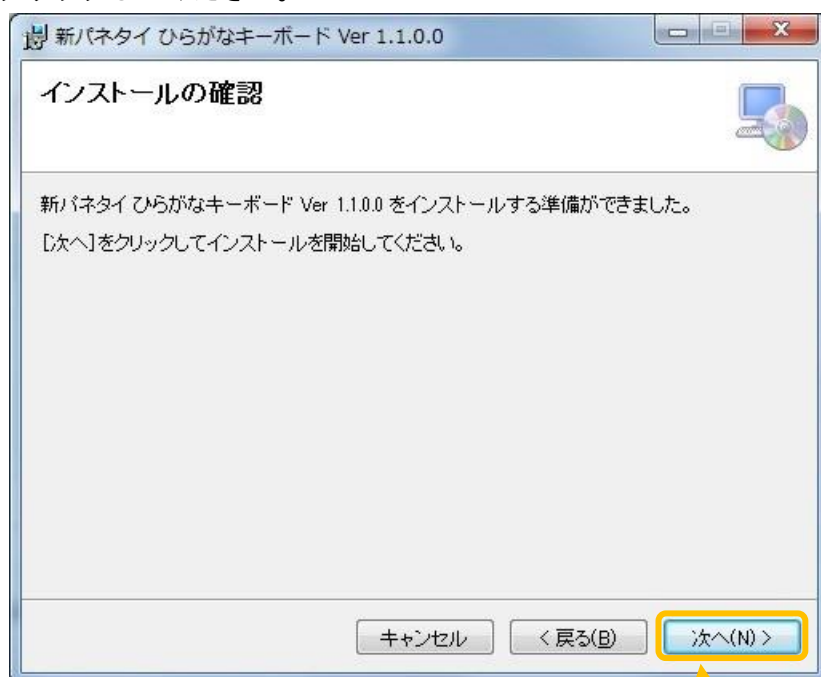 新パネタイ ひらがなキーボード Ver 1.1.0.0
インストールの確認
新パネタイ ひらがなキーボード Ver 1.1.0.0 をインストールする準備ができました。
[次へ]をクリックしてインストールを開始してください。
キャンセル
< 戻る(B)
次へ(N) >